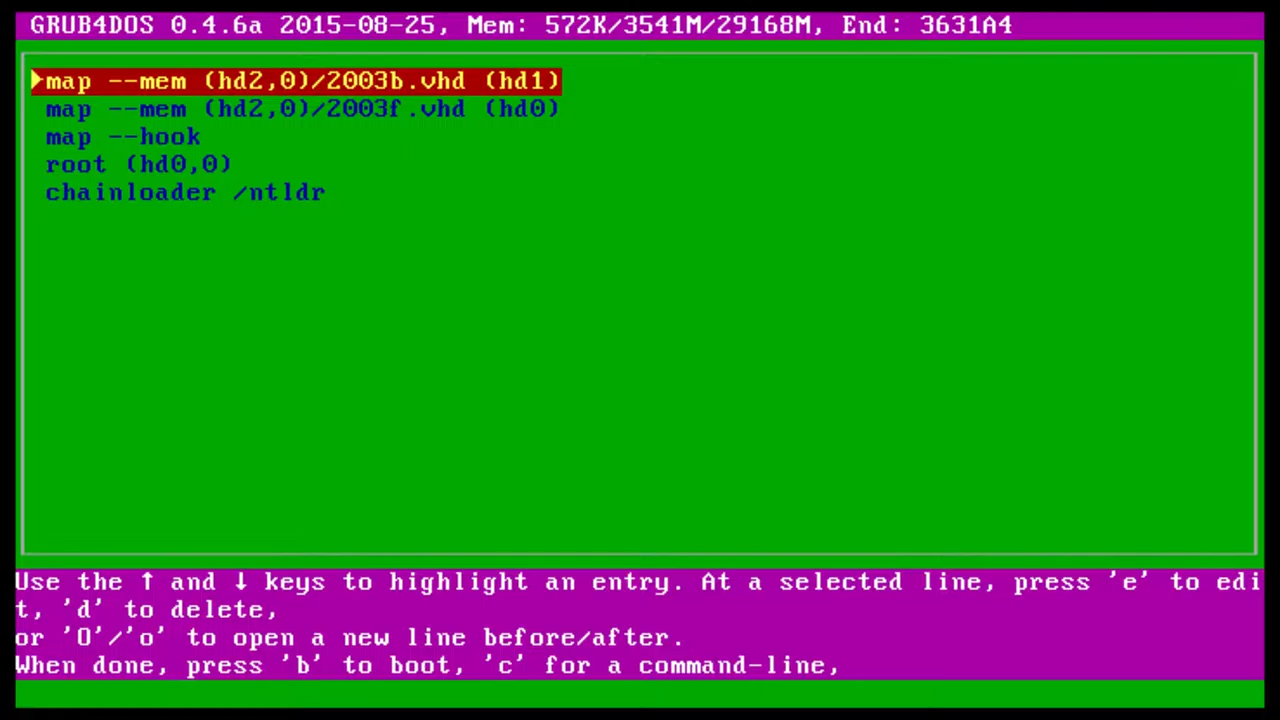 GRUB4DOS 0.4.6a 2015-08-25, Mem: 572K/3541M/29168M, End: 3631A4
map --mem (hd2,0)/2003b.vhd (hd1)
map --mem (hd2,0)/2003f.vhd (hd0)
map --hook
root (hd0,0)
chainloader /ntldr
Use the ↑ and ↓ keys to highlight an entry. At a selected line, press 'e' to edi
t, 'd' to delete,
or 'O'/'o' to open a new line before/after.
When done, press 'b' to boot, 'c' for a command-line,